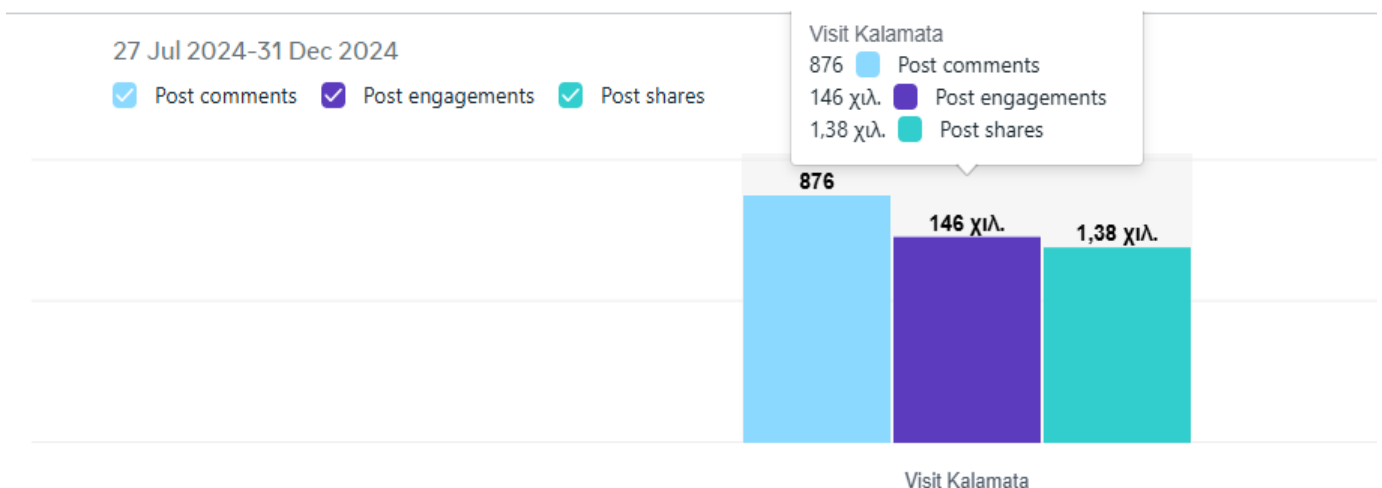 Visit Kalamata
27 Jul 2024-31 Dec 2024
876 Post comments
Post comments Post engagements Post shares
146 χιλ. Post engagements
1,38 χιλ. Post shares
876
146 χιλ.
1,38 χιλ.
Visit Kalamata